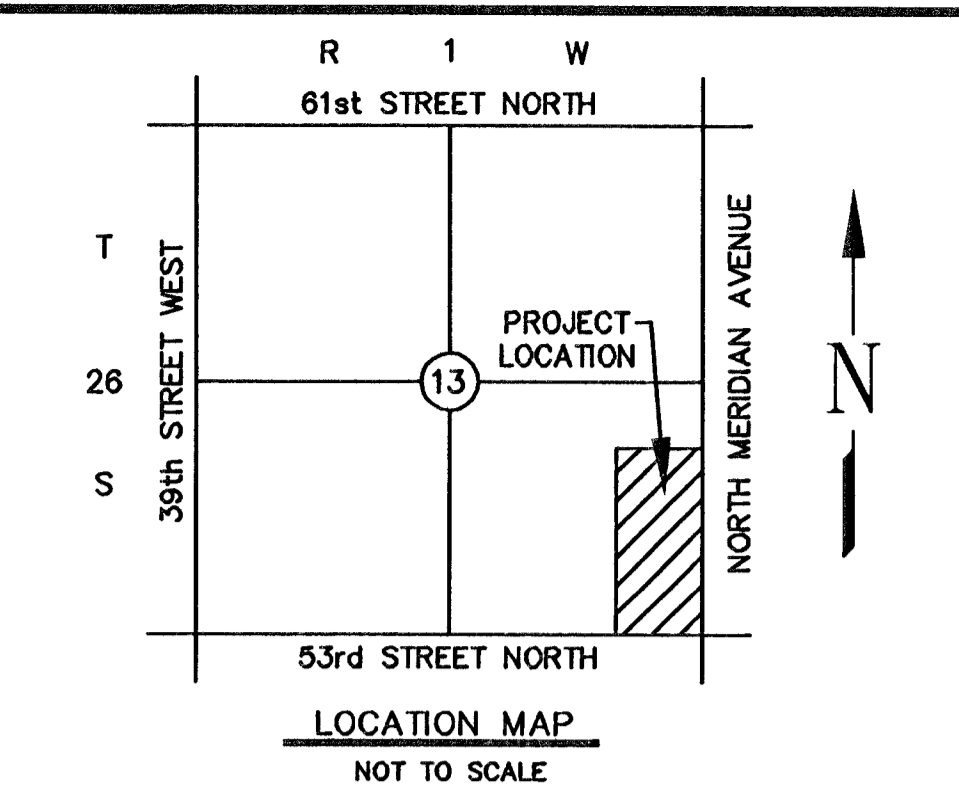 R 1 W
61st STREET NORTH
T
26
S
39th STREET WEST
PROJECT
LOCATION
13
NORTH MERIDIAN AVENUE
N
53rd STREET NORTH
LOCATION MAP
NOT TO SCALE